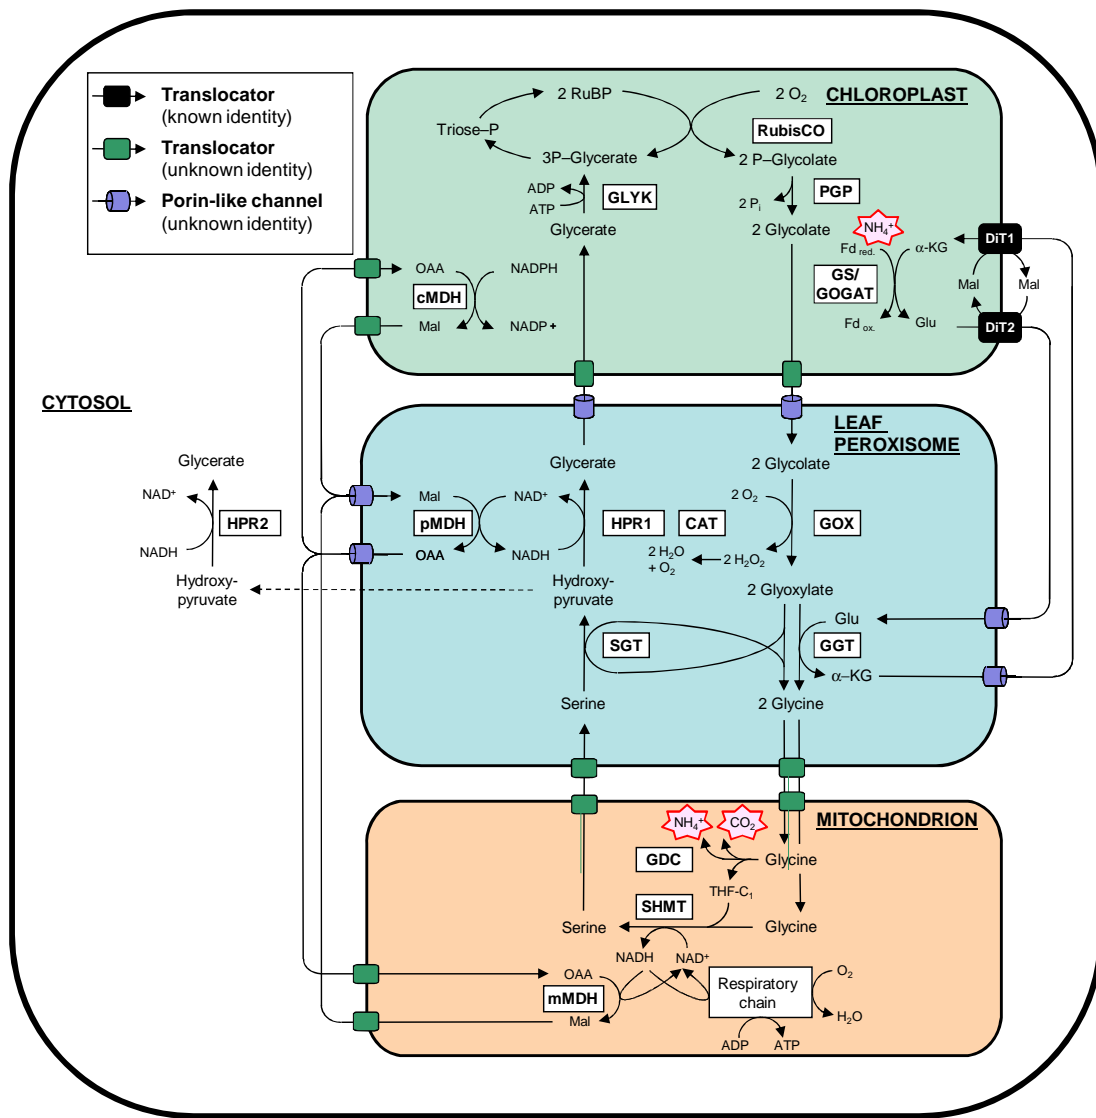 Translocator
(known identity)
Translocator
(unknown identity)
Porin-like channel
(unknown identity)
CHLOROPLAST
2 RuBP
2 O₂
Triose–P
RubisCO
3P–Glycerate
2 P–Glycolate
ADP
ATP
GLYK
2 Pᵢ
PGP
Glycerate
2 Glycolate
NH₄⁺
Fd red.
α-KG
DiT1
OAA
NADPH
cMDH
GS/
GOGAT
Mal
Mal
Mal
NADP+
Fd ox.
Glu
DiT2
CYTOSOL
LEAF
PEROXISOME
Glycerate
Glycerate
2 Glycolate
NAD⁺
HPR2
NADH
Hydroxy-
pyruvate
Mal
NAD⁺
2 O₂
pMDH
HPR1
CAT
GOX
OAA
NADH
2 H₂O
+ O₂
2 H₂O₂
Hydroxy-
pyruvate
2 Glyoxylate
Glu
SGT
GGT
α–KG
Serine
2 Glycine
MITOCHONDRION
NH₄⁺
CO₂
GDC
Glycine
THF-C₁
SHMT
Serine
Glycine
NADH
NAD⁺
OAA
mMDH
Mal
Respiratory
chain
O₂
H₂O
ADP
ATP